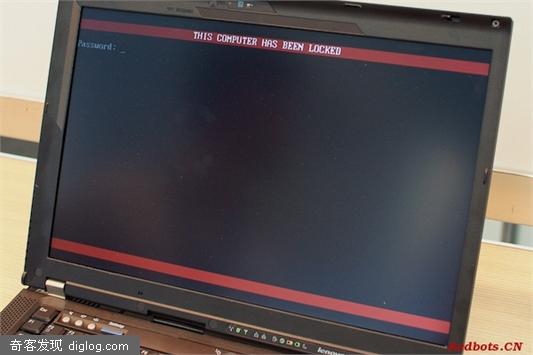 THIS COMPUTER HAS BEEN LOCKED
Password: _
lenovo
奇客发现 diglog.com
Redbots.CN